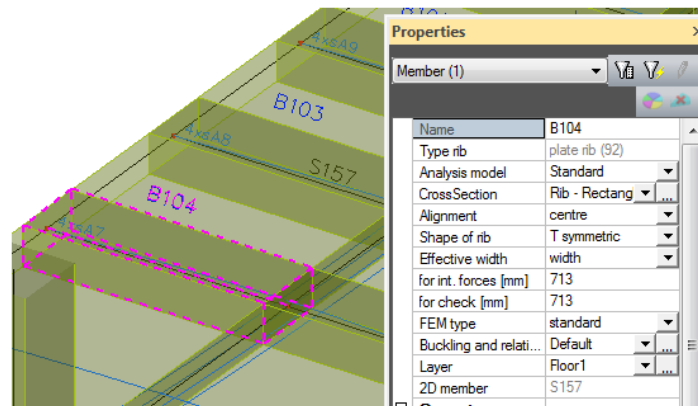 4xsA9
B103
4xsA8
S157
B104
4xsA7
Properties
Member (1)
Name B104
Type rib plate rib (92)
Analysis model Standard
CrossSection Rib - Rectang ...
Alignment centre
Shape of rib T symmetric
Effective width width
for int. forces [mm] 713
for check [mm] 713
FEM type standard
Buckling and relati... Default ...
Layer Floor1 ...
2D member S157